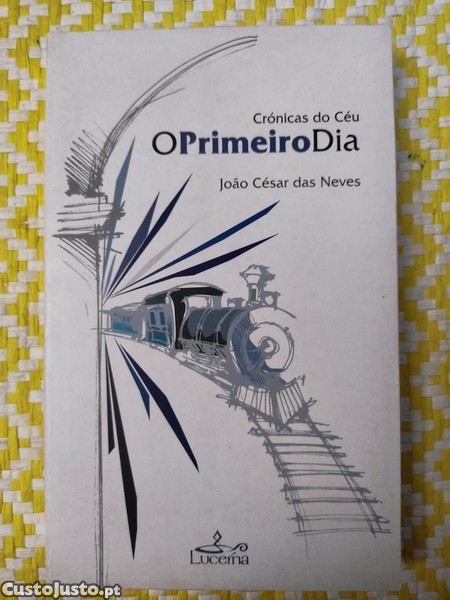 Crónicas do Céu
OPrimeiroDia
João César das Neves
Lucerna
CustoJusto.pt